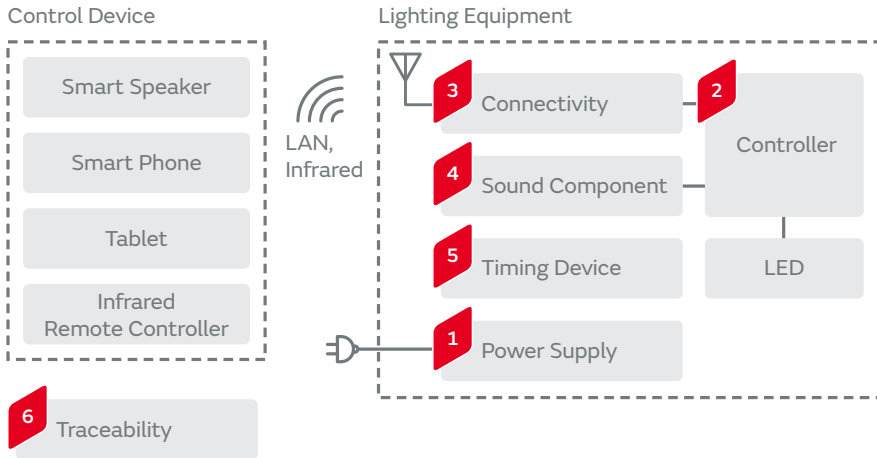 Control Device
Smart Speaker
Smart Phone
Tablet
Infrared
Remote Controller
LAN,
Infrared
Lighting Equipment
3
Connectivity
2
Controller
4
Sound Component
5
Timing Device
LED
1
Power Supply
6
Traceability